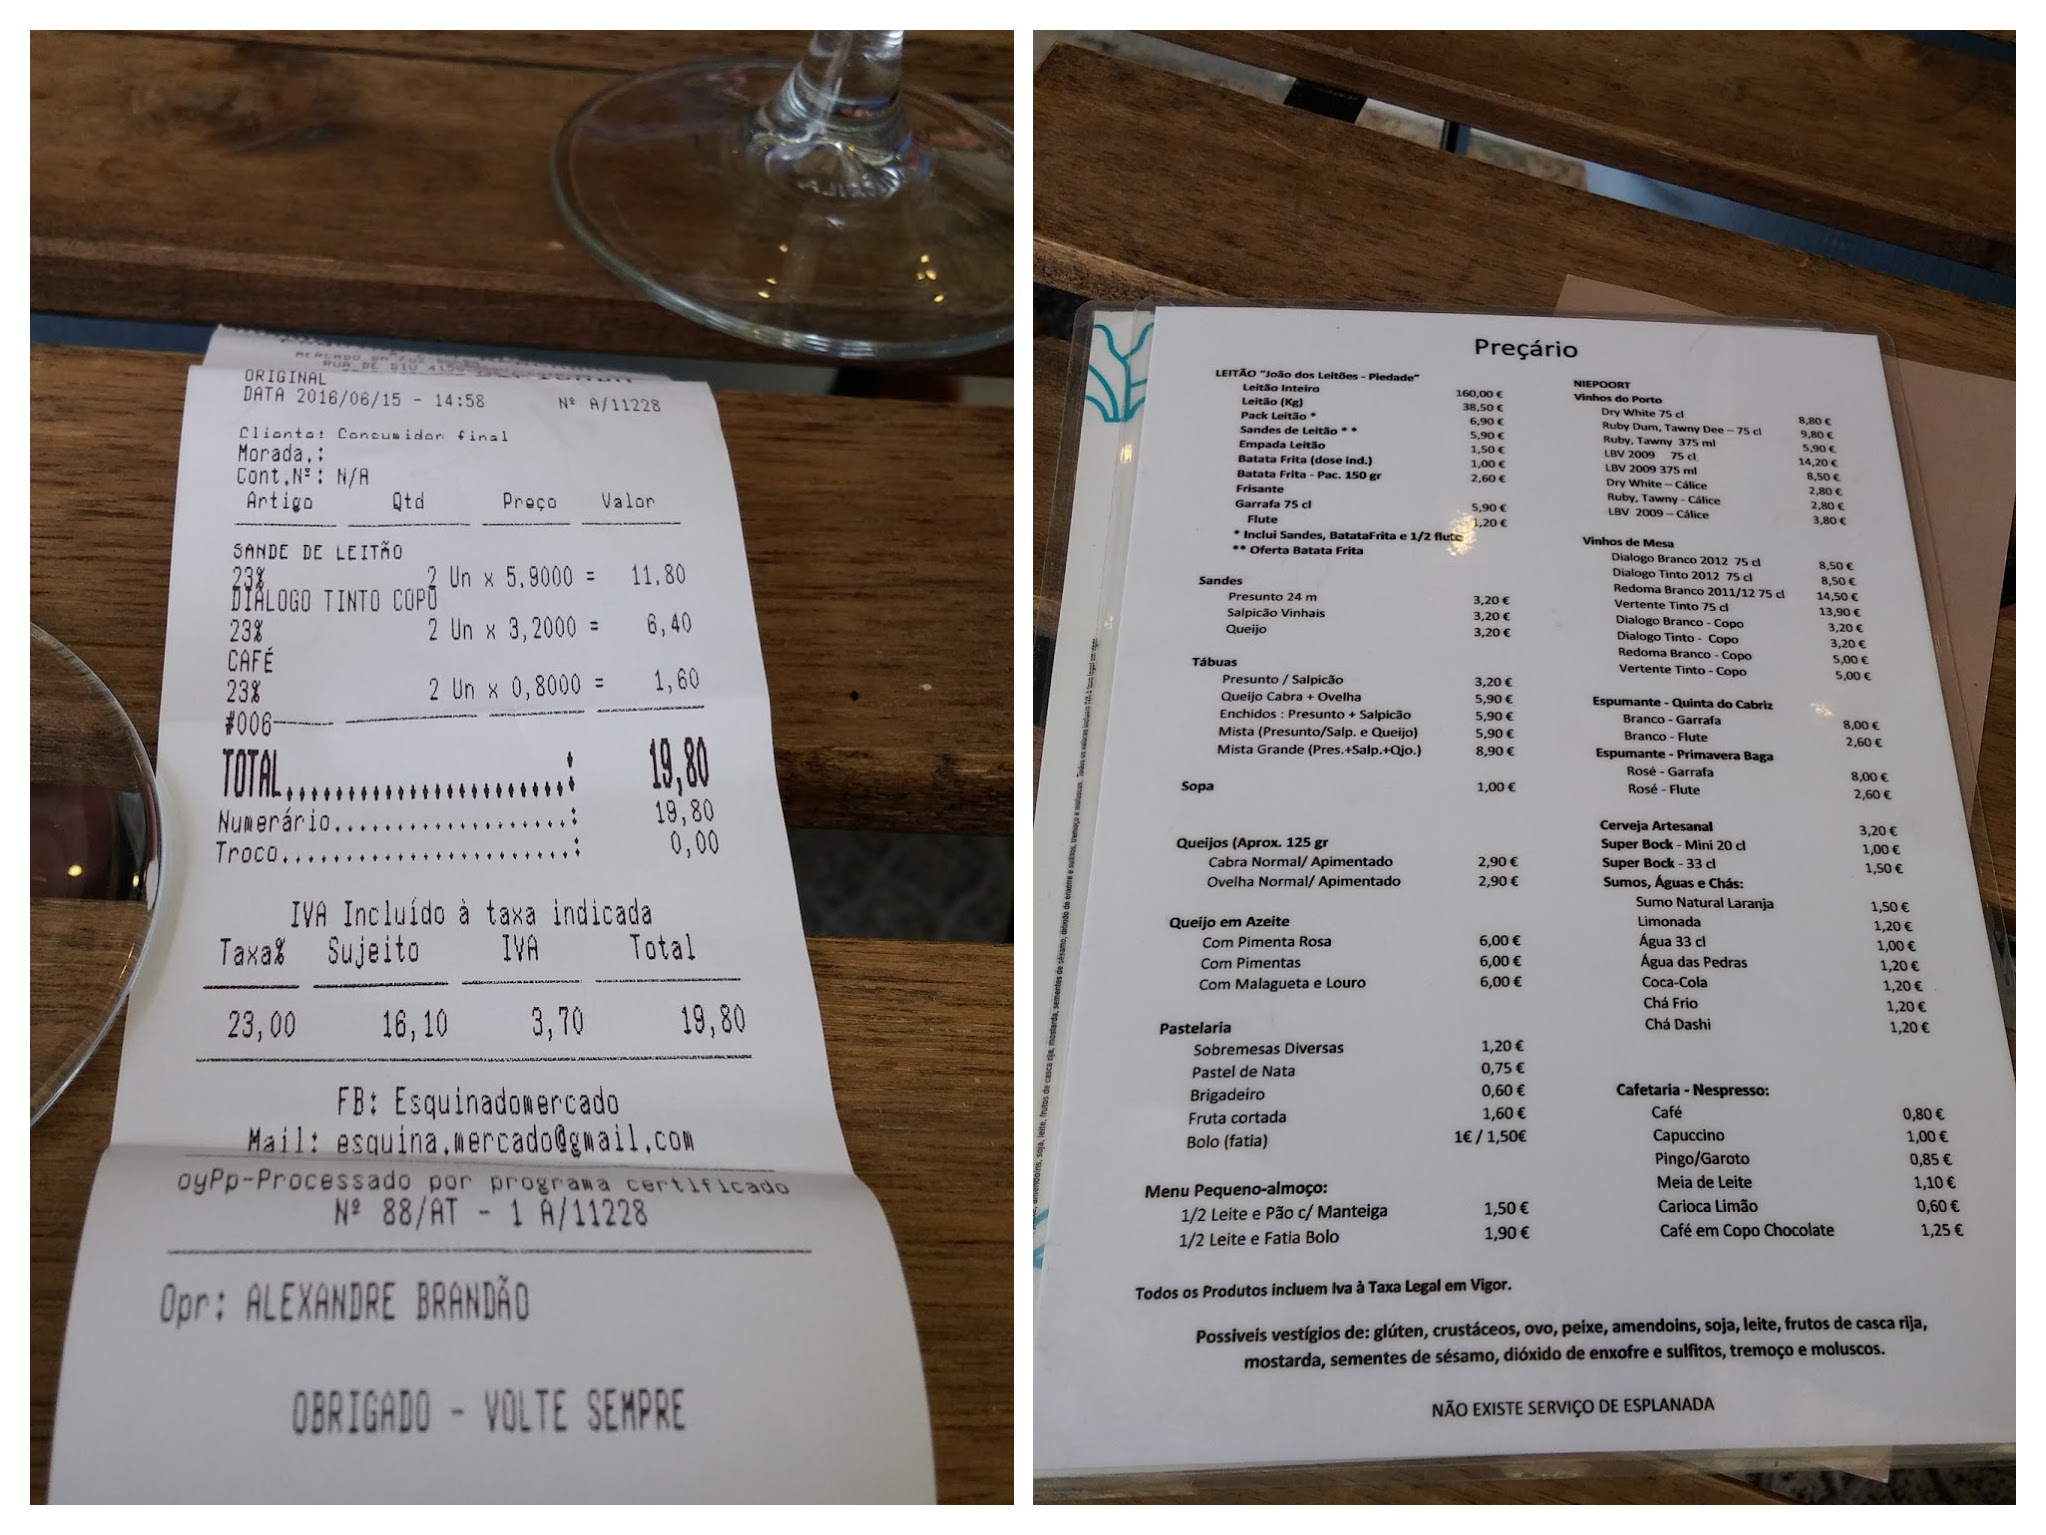 RUA DE DIU
ORIGINAL
DATA 2016/06/15 - 14:58 Nº A/11228
Cliente: Consumidor final
Morada.:
Cont.Nº: N/A
Artigo Qtd Preço Valor
SANDE DE LEITÃO
23% 2 Un x 5,9000 = 11,80
DIALOGO TINTO COPO
23% 2 Un x 3,2000 = 6,40
CAFÉ
23% 2 Un x 0,8000 = 1,60
#006
TOTAL........................: 19,80
Numerário...................: 19,80
Troco.......................: 0,00
IVA Incluído à taxa indicada
Taxa% Sujeito IVA Total
23,00 16,10 3,70 19,80
FB: Esquinadomercado
Mail: esquina.mercado@gmail.com
oyPp-Processado por programa certificado
Nº 88/AT - 1 A/11228
Opr: ALEXANDRE BRANDÃO
OBRIGADO - VOLTE SEMPRE
Preçário
LEITÃO "João dos Leitões - Piedade"
Leitão Inteiro 160,00 €
Leitão (Kg) 38,50 €
Pack Leitão * 6,90 €
Sandes de Leitão * * 5,90 €
Empada Leitão 1,50 €
Batata Frita (dose ind.) 1,00 €
Batata Frita - Pac. 150 gr 2,60 €
Frisante
Garrafa 75 cl 5,90 €
Flute 1,20 €
* Inclui Sandes, BatataFrita e 1/2 flute
** Oferta Batata Frita
Sandes
Presunto 24 m 3,20 €
Salpicão Vinhais 3,20 €
Queijo 3,20 €
Tábuas
Presunto / Salpicão 3,20 €
Queijo Cabra + Ovelha 5,90 €
Enchidos : Presunto + Salpicão 5,90 €
Mista (Presunto/Salp. e Queijo) 5,90 €
Mista Grande (Pres.+Salp.+Qjo.) 8,90 €
Sopa 1,00 €
Queijos (Aprox. 125 gr
Cabra Normal/ Apimentado 2,90 €
Ovelha Normal/ Apimentado 2,90 €
Queijo em Azeite
Com Pimenta Rosa 6,00 €
Com Pimentas 6,00 €
Com Malagueta e Louro 6,00 €
Pastelaria
Sobremesas Diversas 1,20 €
Pastel de Nata 0,75 €
Brigadeiro 0,60 €
Fruta cortada 1,60 €
Bolo (fatia) 1€ / 1,50€
Menu Pequeno-almoço:
1/2 Leite e Pão c/ Manteiga 1,50 €
1/2 Leite e Fatia Bolo 1,90 €
NIEPOORT
Vinhos do Porto
Dry White 75 cl 8,80 €
Ruby Dum, Tawny Dee – 75 cl 9,80 €
Ruby, Tawny 375 ml 5,90 €
LBV 2009 75 cl 14,20 €
LBV 2009 375 ml 8,50 €
Dry White – Cálice 2,80 €
Ruby, Tawny - Cálice 2,80 €
LBV 2009 – Cálice 3,80 €
Vinhos de Mesa
Dialogo Branco 2012 75 cl 8,50 €
Dialogo Tinto 2012 75 cl 8,50 €
Redoma Branco 2011/12 75 cl 14,50 €
Vertente Tinto 75 cl 13,90 €
Dialogo Branco - Copo 3,20 €
Dialogo Tinto - Copo 3,20 €
Redoma Branco - Copo 5,00 €
Vertente Tinto - Copo 5,00 €
Espumante - Quinta do Cabriz
Branco - Garrafa 8,00 €
Branco - Flute 2,60 €
Espumante - Primavera Baga
Rosé - Garrafa 8,00 €
Rosé - Flute 2,60 €
Cerveja Artesanal 3,20 €
Super Bock - Mini 20 cl 1,00 €
Super Bock - 33 cl 1,50 €
Sumos, Águas e Chás:
Sumo Natural Laranja 1,50 €
Limonada 1,20 €
Água 33 cl 1,00 €
Água das Pedras 1,20 €
Coca-Cola 1,20 €
Chá Frio 1,20 €
Chá Dashi 1,20 €
Cafetaria - Nespresso:
Café 0,80 €
Capuccino 1,00 €
Pingo/Garoto 0,85 €
Meia de Leite 1,10 €
Carioca Limão 0,60 €
Café em Copo Chocolate 1,25 €
Todos os Produtos incluem Iva à Taxa Legal em Vigor.
Possiveis vestígios de: glúten, crustáceos, ovo, peixe, amendoins, soja, leite, frutos de casca rija,
mostarda, sementes de sésamo, dióxido de enxofre e sulfitos, tremoço e moluscos.
NÃO EXISTE SERVIÇO DE ESPLANADA